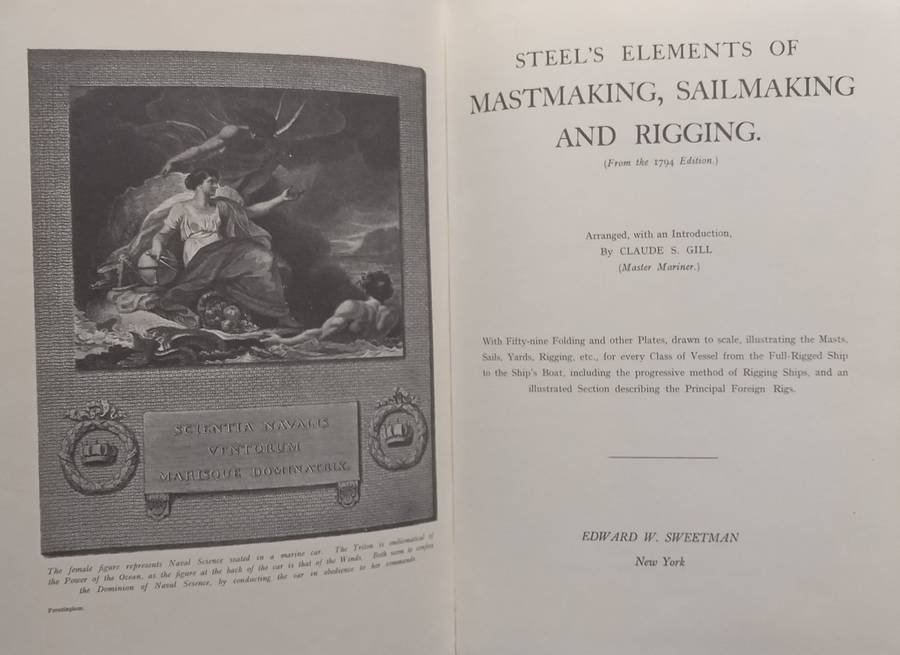 SCIENTIA NAVALIS
VENTORUM
MARISQUE DOMINATRIX.
The female figure represents Naval Science seated in a marine car. The Triton is emblematical of
the Power of the Ocean, as the figure at the back of the car is that of the Winds. Both seem to confess
the Dominion of Naval Science, by conducting the car in obedience to her commands.
Frontispiece.
STEEL'S ELEMENTS OF
MASTMAKING, SAILMAKING
AND RIGGING.
(From the 1794 Edition.)
Arranged, with an Introduction,
By CLAUDE S. GILL
(Master Mariner.)
With Fifty-nine Folding and other Plates, drawn to scale, illustrating the Masts,
Sails, Yards, Rigging, etc., for every Class of Vessel from the Full-Rigged Ship
to the Ship's Boat, including the progressive method of Rigging Ships, and an
illustrated Section describing the Principal Foreign Rigs.
EDWARD W. SWEETMAN
New York